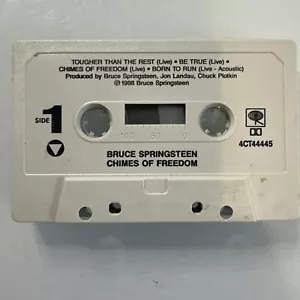 TOUGHER THAN THE REST (Live) • BE TRUE (Live) •
CHIMES OF FREEDOM (Live) • BORN TO RUN (Live - Acoustic)
Produced by Bruce Springsteen, Jon Landau, Chuck Plotkin
℗ 1988 Bruce Springsteen
SIDE 1
BRUCE SPRINGSTEEN
CHIMES OF FREEDOM
4CT44445